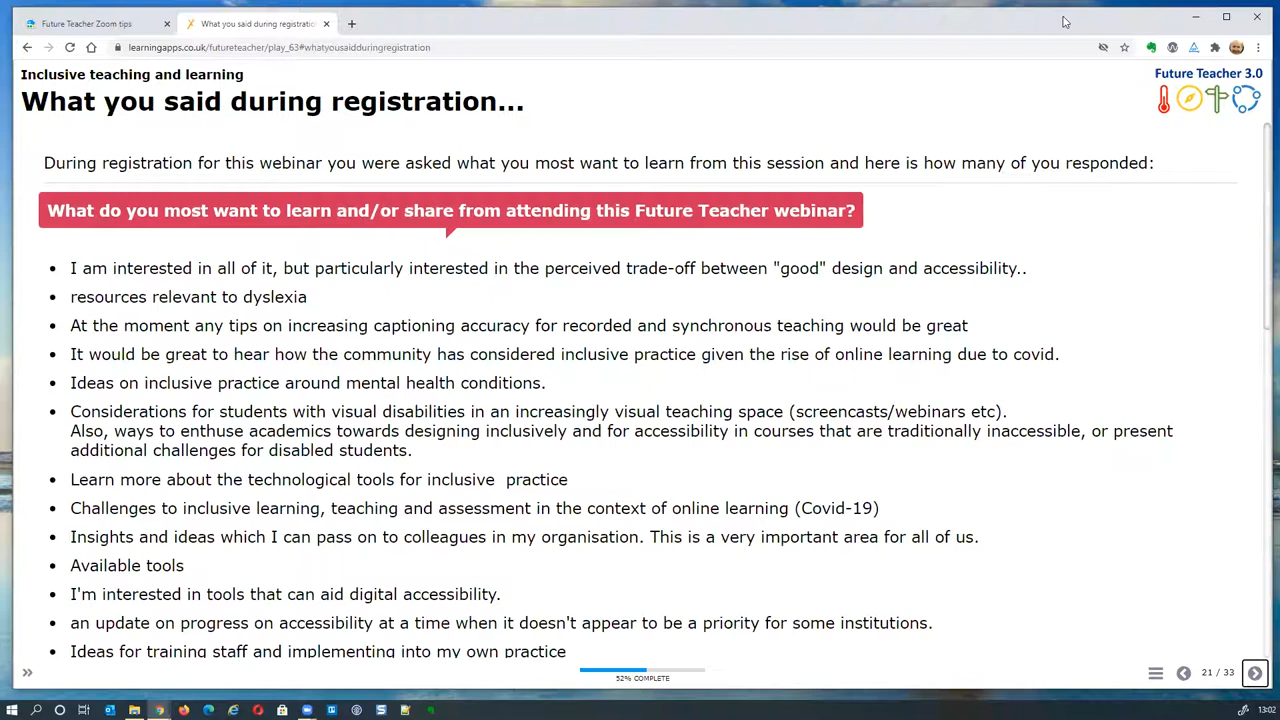 Future Teacher Zoom tips
What you said during registratio
learningapps.co.uk/futureteacher/play_63#whatyousaidduringregistration
Inclusive teaching and learning
Future Teacher 3.0
What you said during registration...
During registration for this webinar you were asked what you most want to learn from this session and here is how many of you responded:
What do you most want to learn and/or share from attending this Future Teacher webinar?
• I am interested in all of it, but particularly interested in the perceived trade-off between "good" design and accessibility..
• resources relevant to dyslexia
• At the moment any tips on increasing captioning accuracy for recorded and synchronous teaching would be great
• It would be great to hear how the community has considered inclusive practice given the rise of online learning due to covid.
• Ideas on inclusive practice around mental health conditions.
• Considerations for students with visual disabilities in an increasingly visual teaching space (screencasts/webinars etc).
Also, ways to enthuse academics towards designing inclusively and for accessibility in courses that are traditionally inaccessible, or present
additional challenges for disabled students.
• Learn more about the technological tools for inclusive  practice
• Challenges to inclusive learning, teaching and assessment in the context of online learning (Covid-19)
• Insights and ideas which I can pass on to colleagues in my organisation. This is a very important area for all of us.
• Available tools
• I'm interested in tools that can aid digital accessibility.
• an update on progress on accessibility at a time when it doesn't appear to be a priority for some institutions.
• Ideas for training staff and implementing into my own practice
52% COMPLETE
21 / 33
13:02